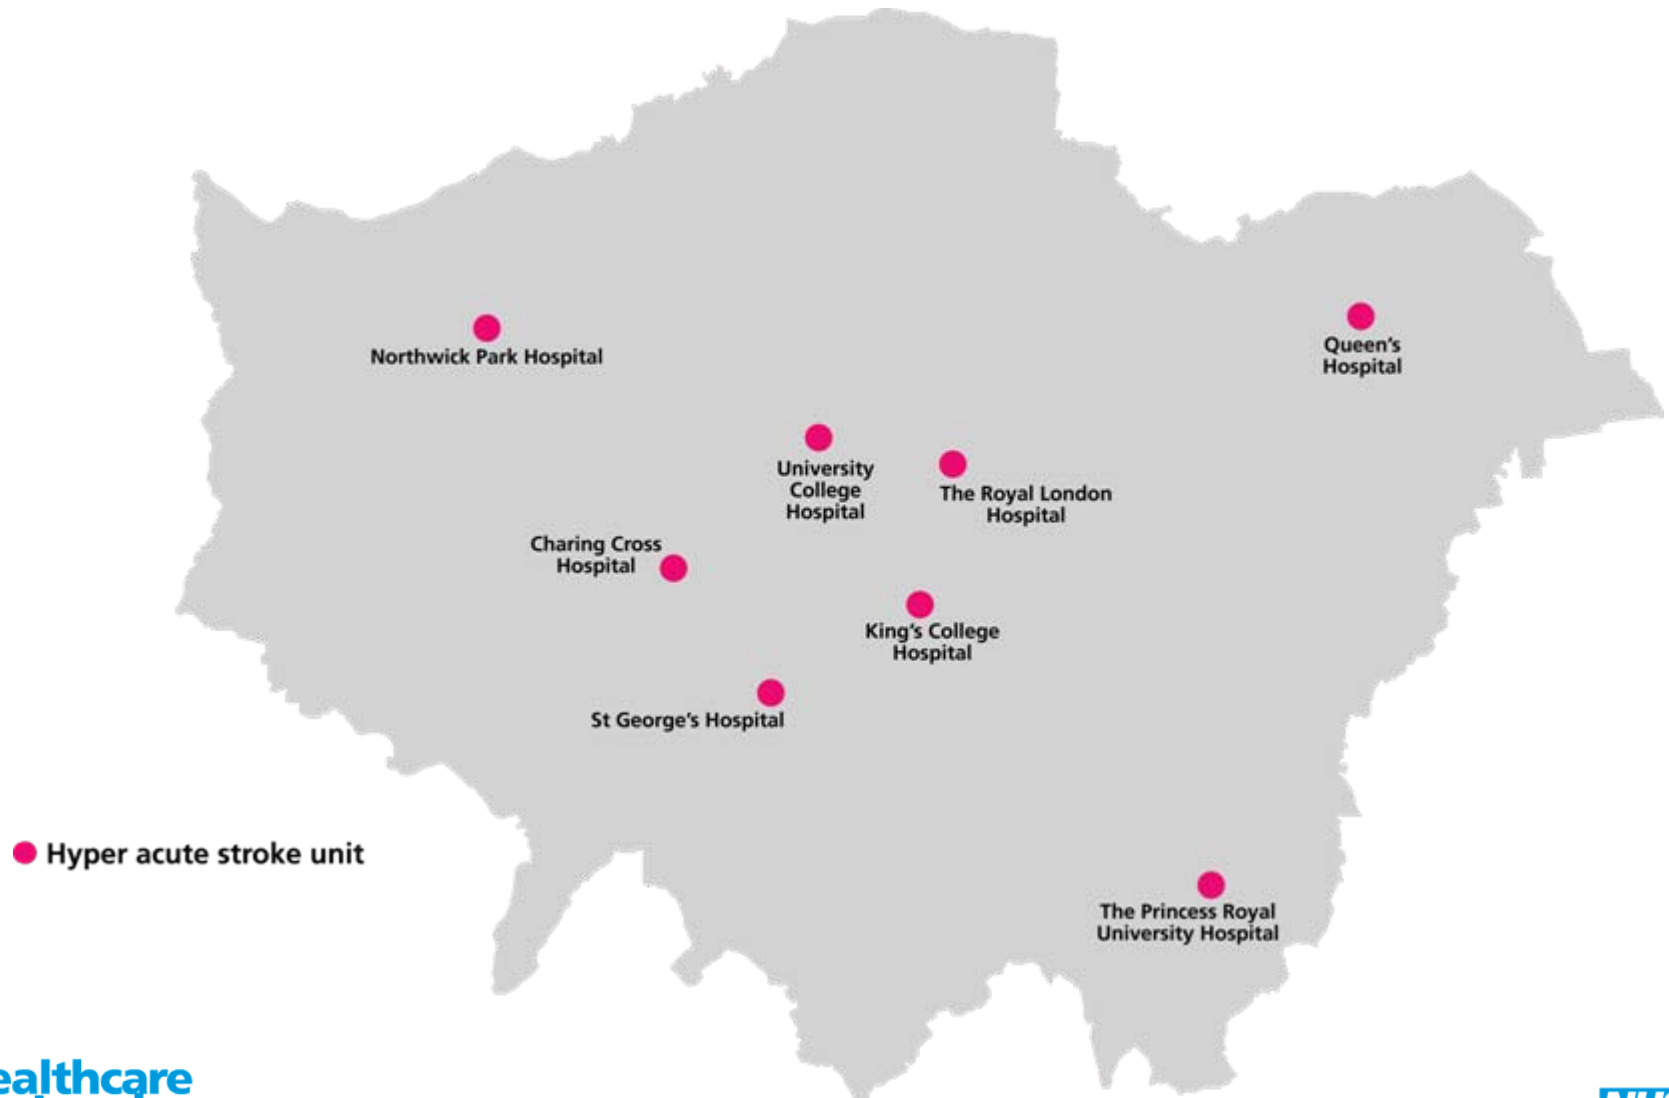 Northwick Park Hospital
Queen's
Hospital
University
College
Hospital
The Royal London
Hospital
Charing Cross
Hospital
King's College
Hospital
St George's Hospital
Hyper acute stroke unit
The Princess Royal
University Hospital
ealthcare